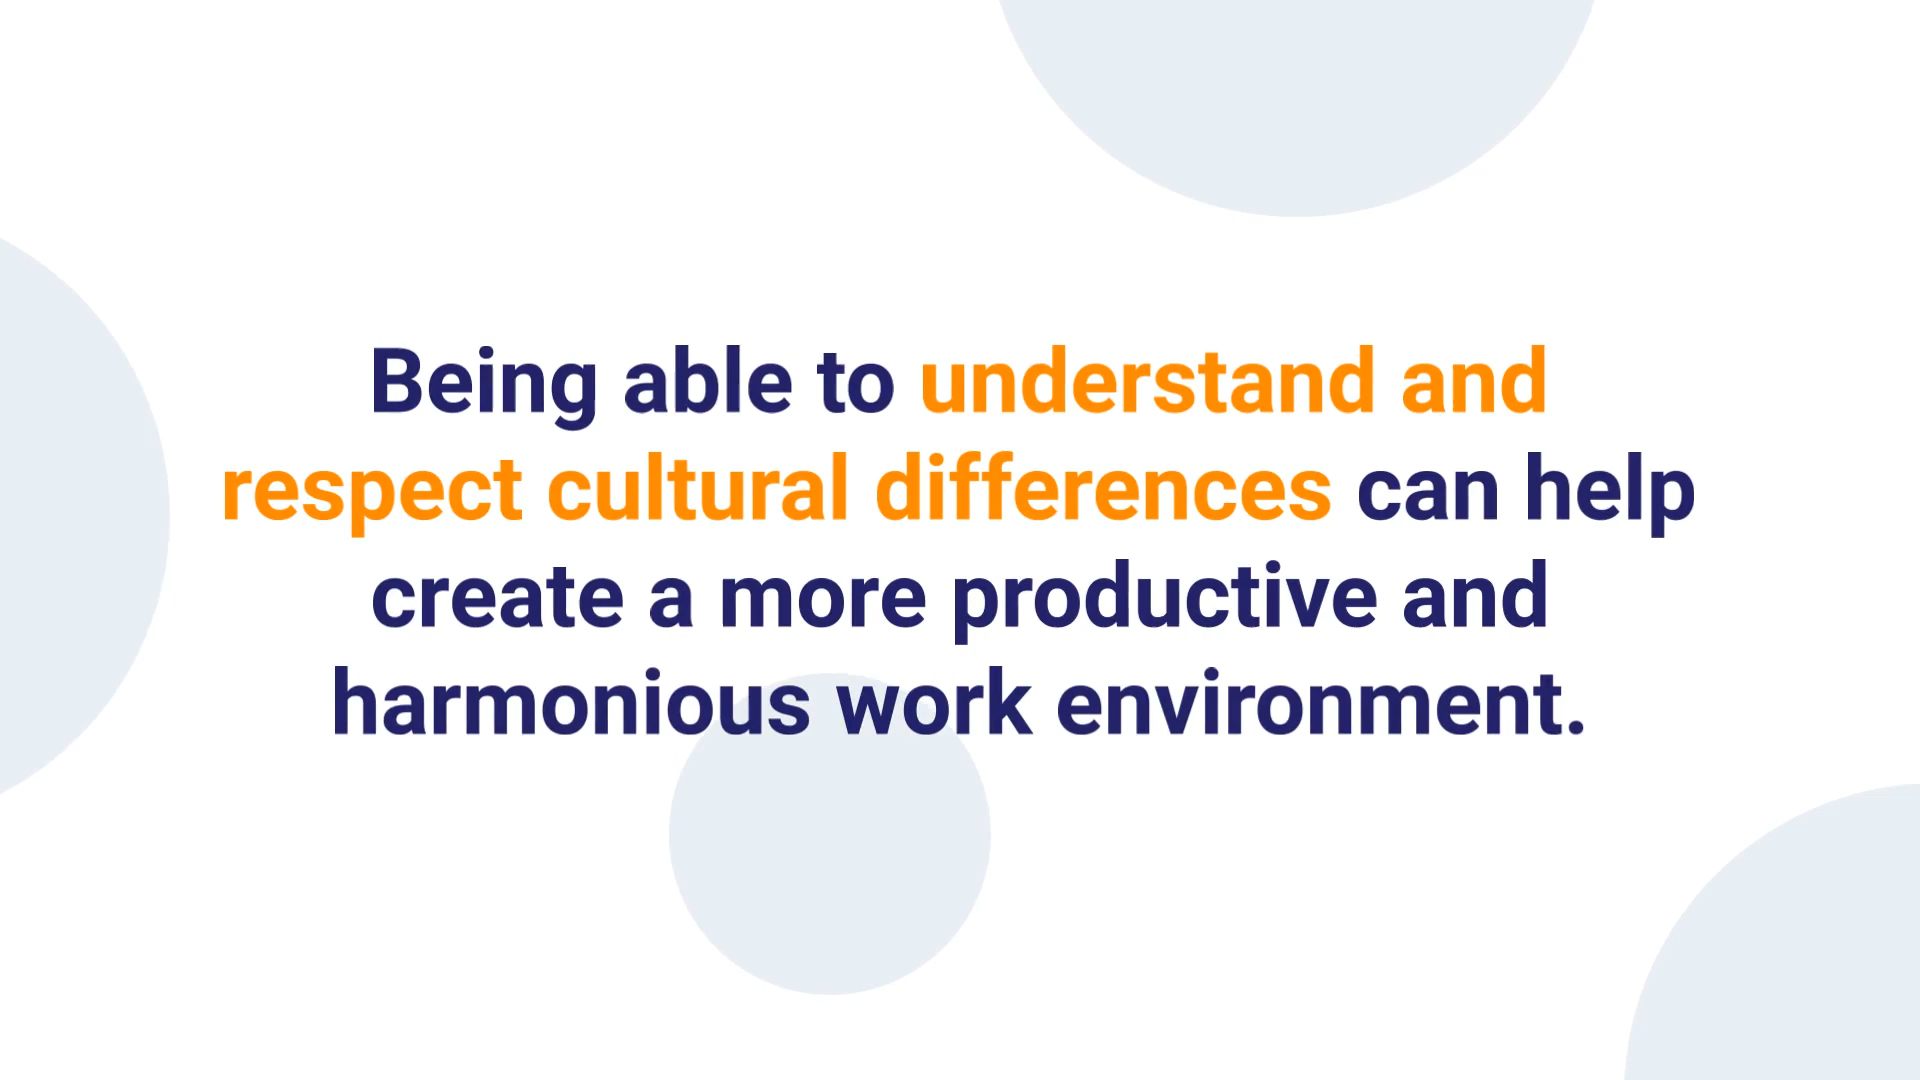 Being able to understand and
respect cultural differences can help
create a more productive and
harmonious work environment.